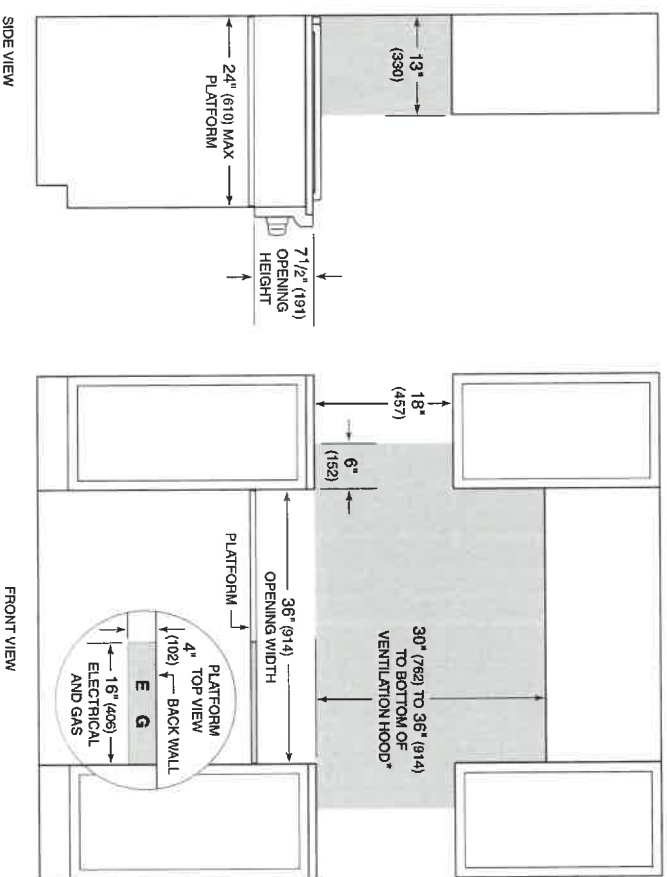 13"
(330)
24" (610) MAX
PLATFORM
7 1/2" (191)
OPENING
HEIGHT
SIDE VIEW
18"
(457)
6"
(152)
30" (762) TO 36" (914)
TO BOTTOM OF
VENTILATION HOOD*
36" (914)
OPENING WIDTH
PLATFORM
PLATFORM
TOP VIEW
4"
(102)
BACK WALL
E G
16" (406)
ELECTRICAL
AND GAS
FRONT VIEW